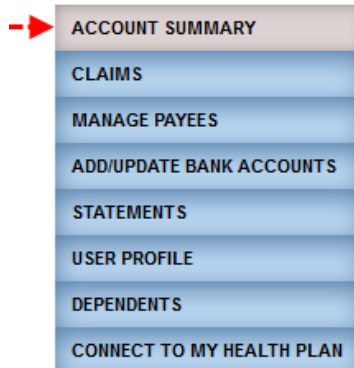 ACCOUNT SUMMARY
CLAIMS
MANAGE PAYEES
ADD/UPDATE BANK ACCOUNTS
STATEMENTS
USER PROFILE
DEPENDENTS
CONNECT TO MY HEALTH PLAN